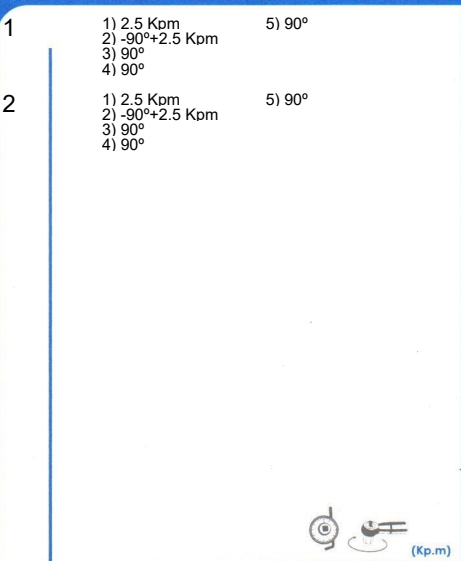 1 1) 2.5 Kpm 5) 90º
2) -90º+2.5 Kpm
3) 90º
4) 90º
2 1) 2.5 Kpm 5) 90º
2) -90º+2.5 Kpm
3) 90º
4) 90º
(Kp.m)